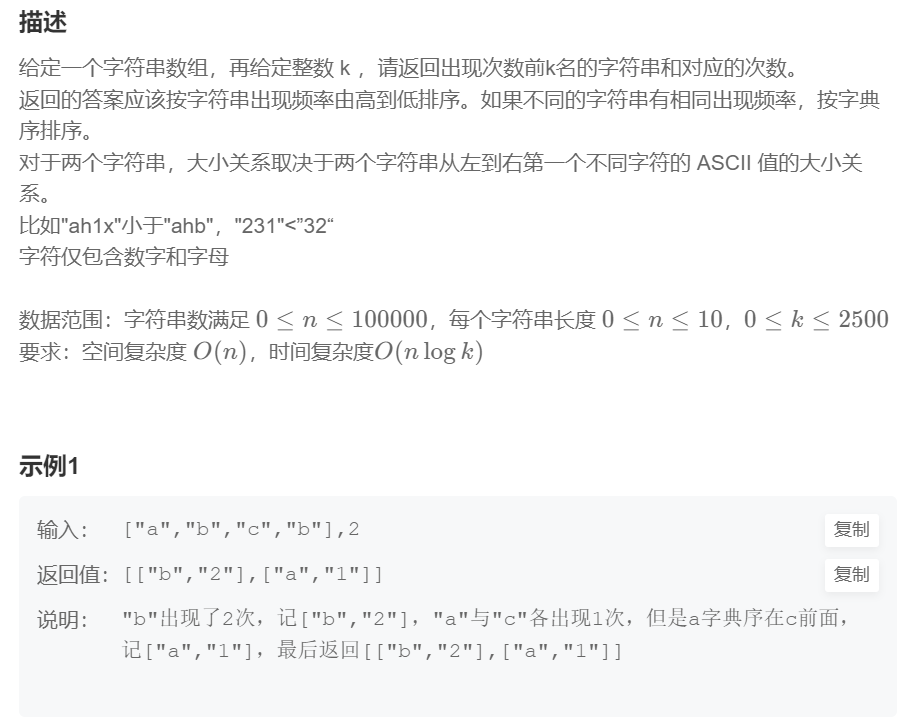 描述
给定一个字符串数组，再给定整数 k ，请返回出现次数前k名的字符串和对应的次数。
返回的答案应该按字符串出现频率由高到低排序。如果不同的字符串有相同出现频率，按字典
序排序。
对于两个字符串，大小关系取决于两个字符串从左到右第一个不同字符的 ASCII 值的大小关
系。
比如"ah1x"小于"ahb"，"231"<”32“
字符仅包含数字和字母
数据范围：字符串数满足 0 ≤ n ≤ 100000，每个字符串长度 0 ≤ n ≤ 10，0 ≤ k ≤ 2500
要求：空间复杂度 O(n)，时间复杂度O(n log k)
示例1
输入： ["a","b","c","b"],2 复制
返回值： [["b","2"],["a","1"]] 复制
说明： "b"出现了2次，记["b","2"]，"a"与"c"各出现1次，但是a字典序在c前面，
记["a","1"]，最后返回[["b","2"],["a","1"]]